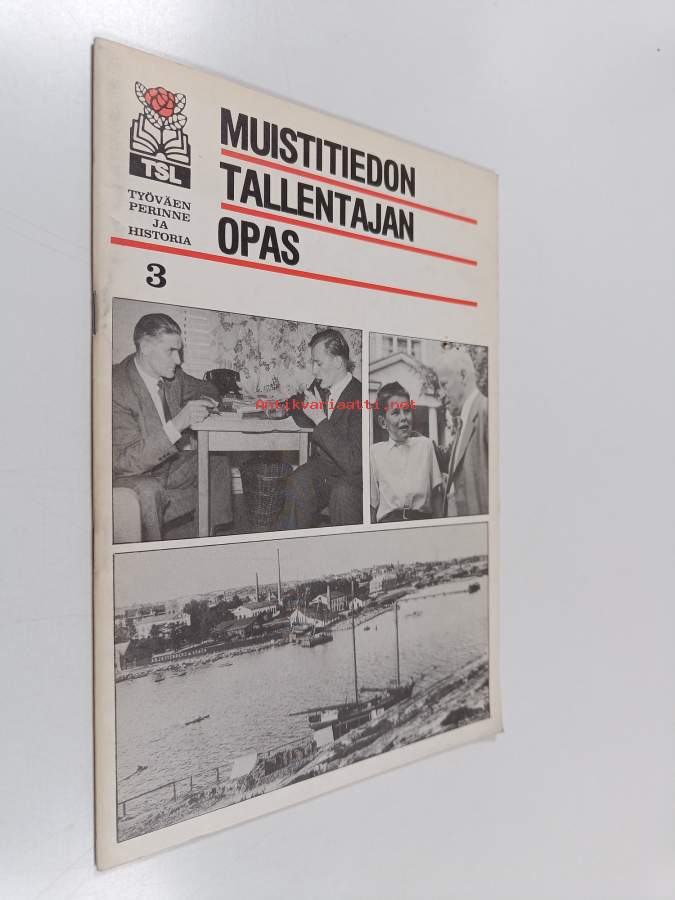 TSL
TYÖVÄEN
PERINNE
JA
HISTORIA
3
MUISTITIEDON
TALLENTAJAN
OPAS
Antikvariaatti.net